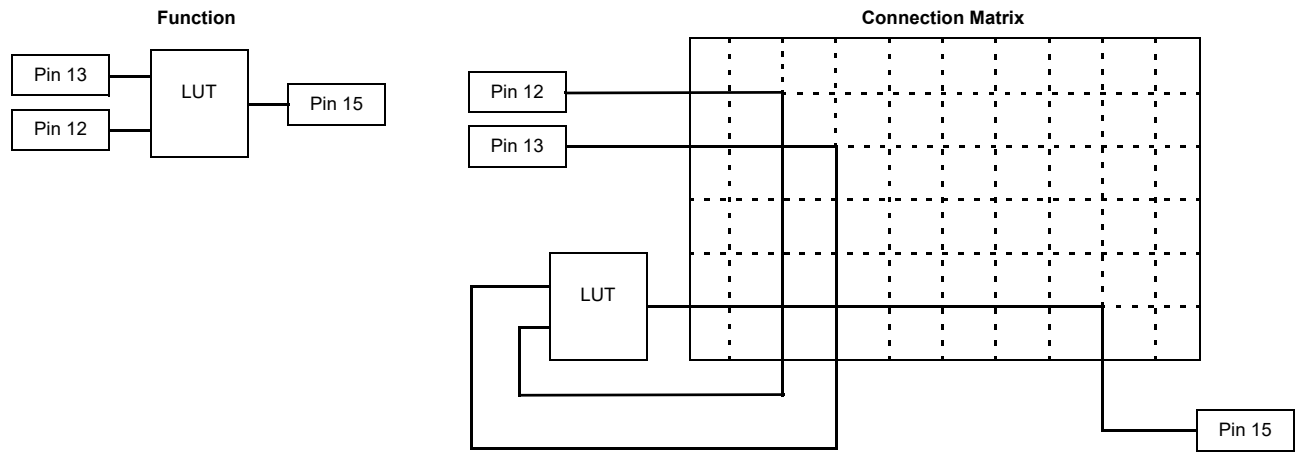 Function
Pin 13
Pin 12
LUT
Pin 15
Connection Matrix
Pin 12
Pin 13
LUT
Pin 15